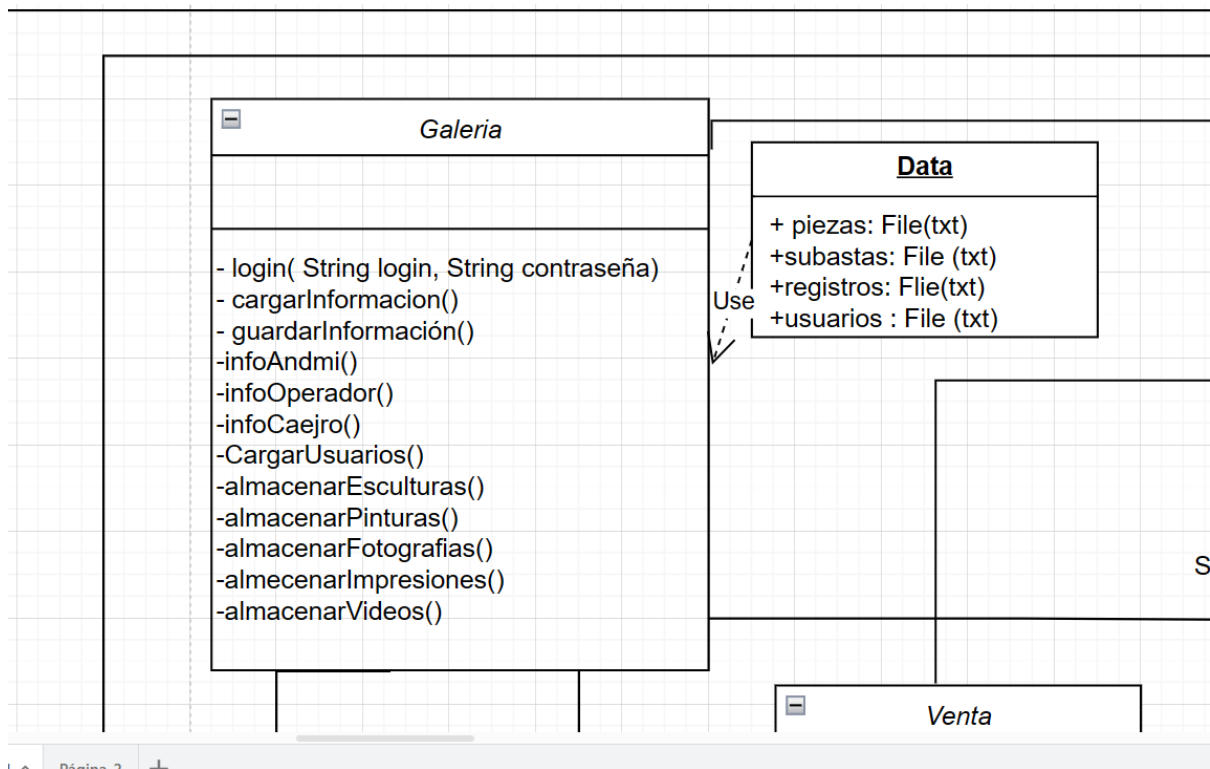 Galeria
- login( String login, String contraseña)
- cargarInformacion()
- guardarInformación()
-infoAndmi()
-infoOperador()
-infoCaejro()
-CargarUsuarios()
-almacenarEsculturas()
-almacenarPinturas()
-almacenarFotografias()
-almecenarImpresiones()
-almacenarVideos()
Data
+ piezas: File(txt)
+subastas: File (txt)
+registros: Flie(txt)
+usuarios : File (txt)
Use
S
Venta